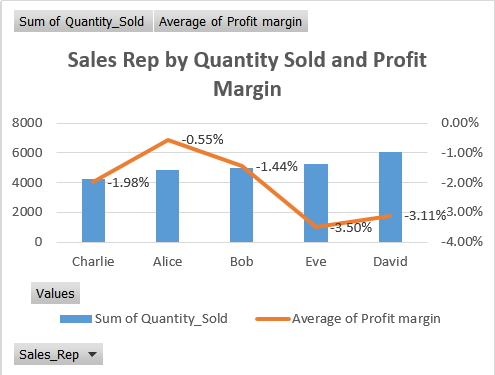 Sum of Quantity_Sold Average of Profit margin
Sales Rep by Quantity Sold and Profit
Margin
8000 0.00%
-0.55%
6000 -1.00%
-1.44%
4000 -1.98% -2.00%
2000 -3.11% -3.00%
-3.50%
0 -4.00%
Charlie Alice Bob Eve David
Values
Sum of Quantity_Sold Average of Profit margin
Sales_Rep